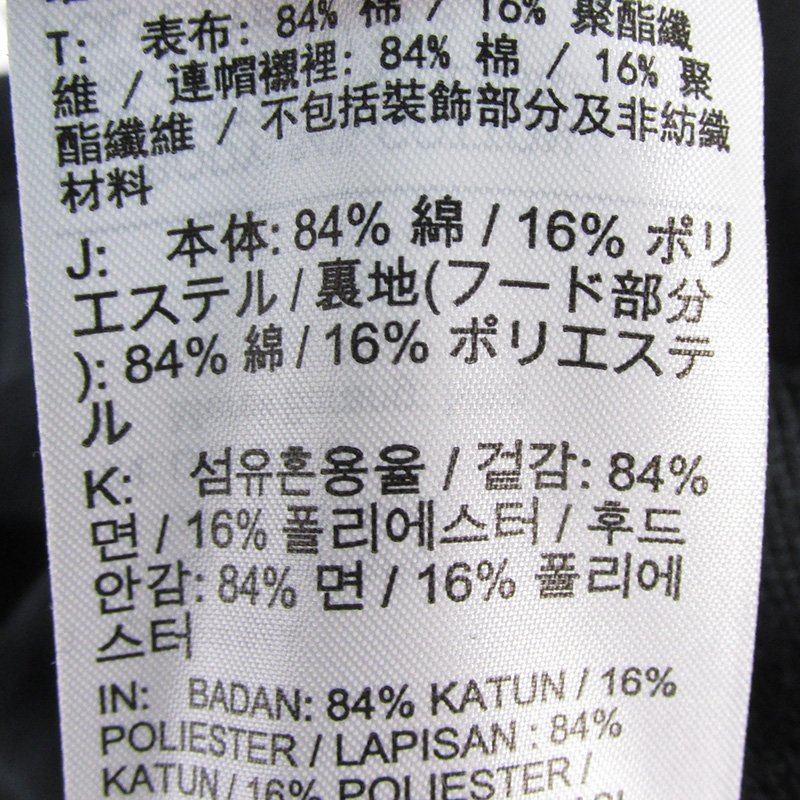 T: 表布: 84% 棉 / 16% 聚酯纖
維 / 連帽襯裡: 84% 棉 / 16% 聚
酯纖維 / 不包括裝飾部分及非紡織
材料
J: 本体: 84% 綿 / 16% ポリ
エステル / 裏地(フード部分
): 84% 綿 / 16% ポリエステ
ル
K: 섬유혼용율 / 겉감: 84%
면 / 16% 폴리에스터 / 후드
안감: 84% 면 / 16% 폴리에
스터
IN: BADAN: 84% KATUN / 16%
POLIESTER / LAPISAN : 84%
KATUN / 16% POLIESTER /